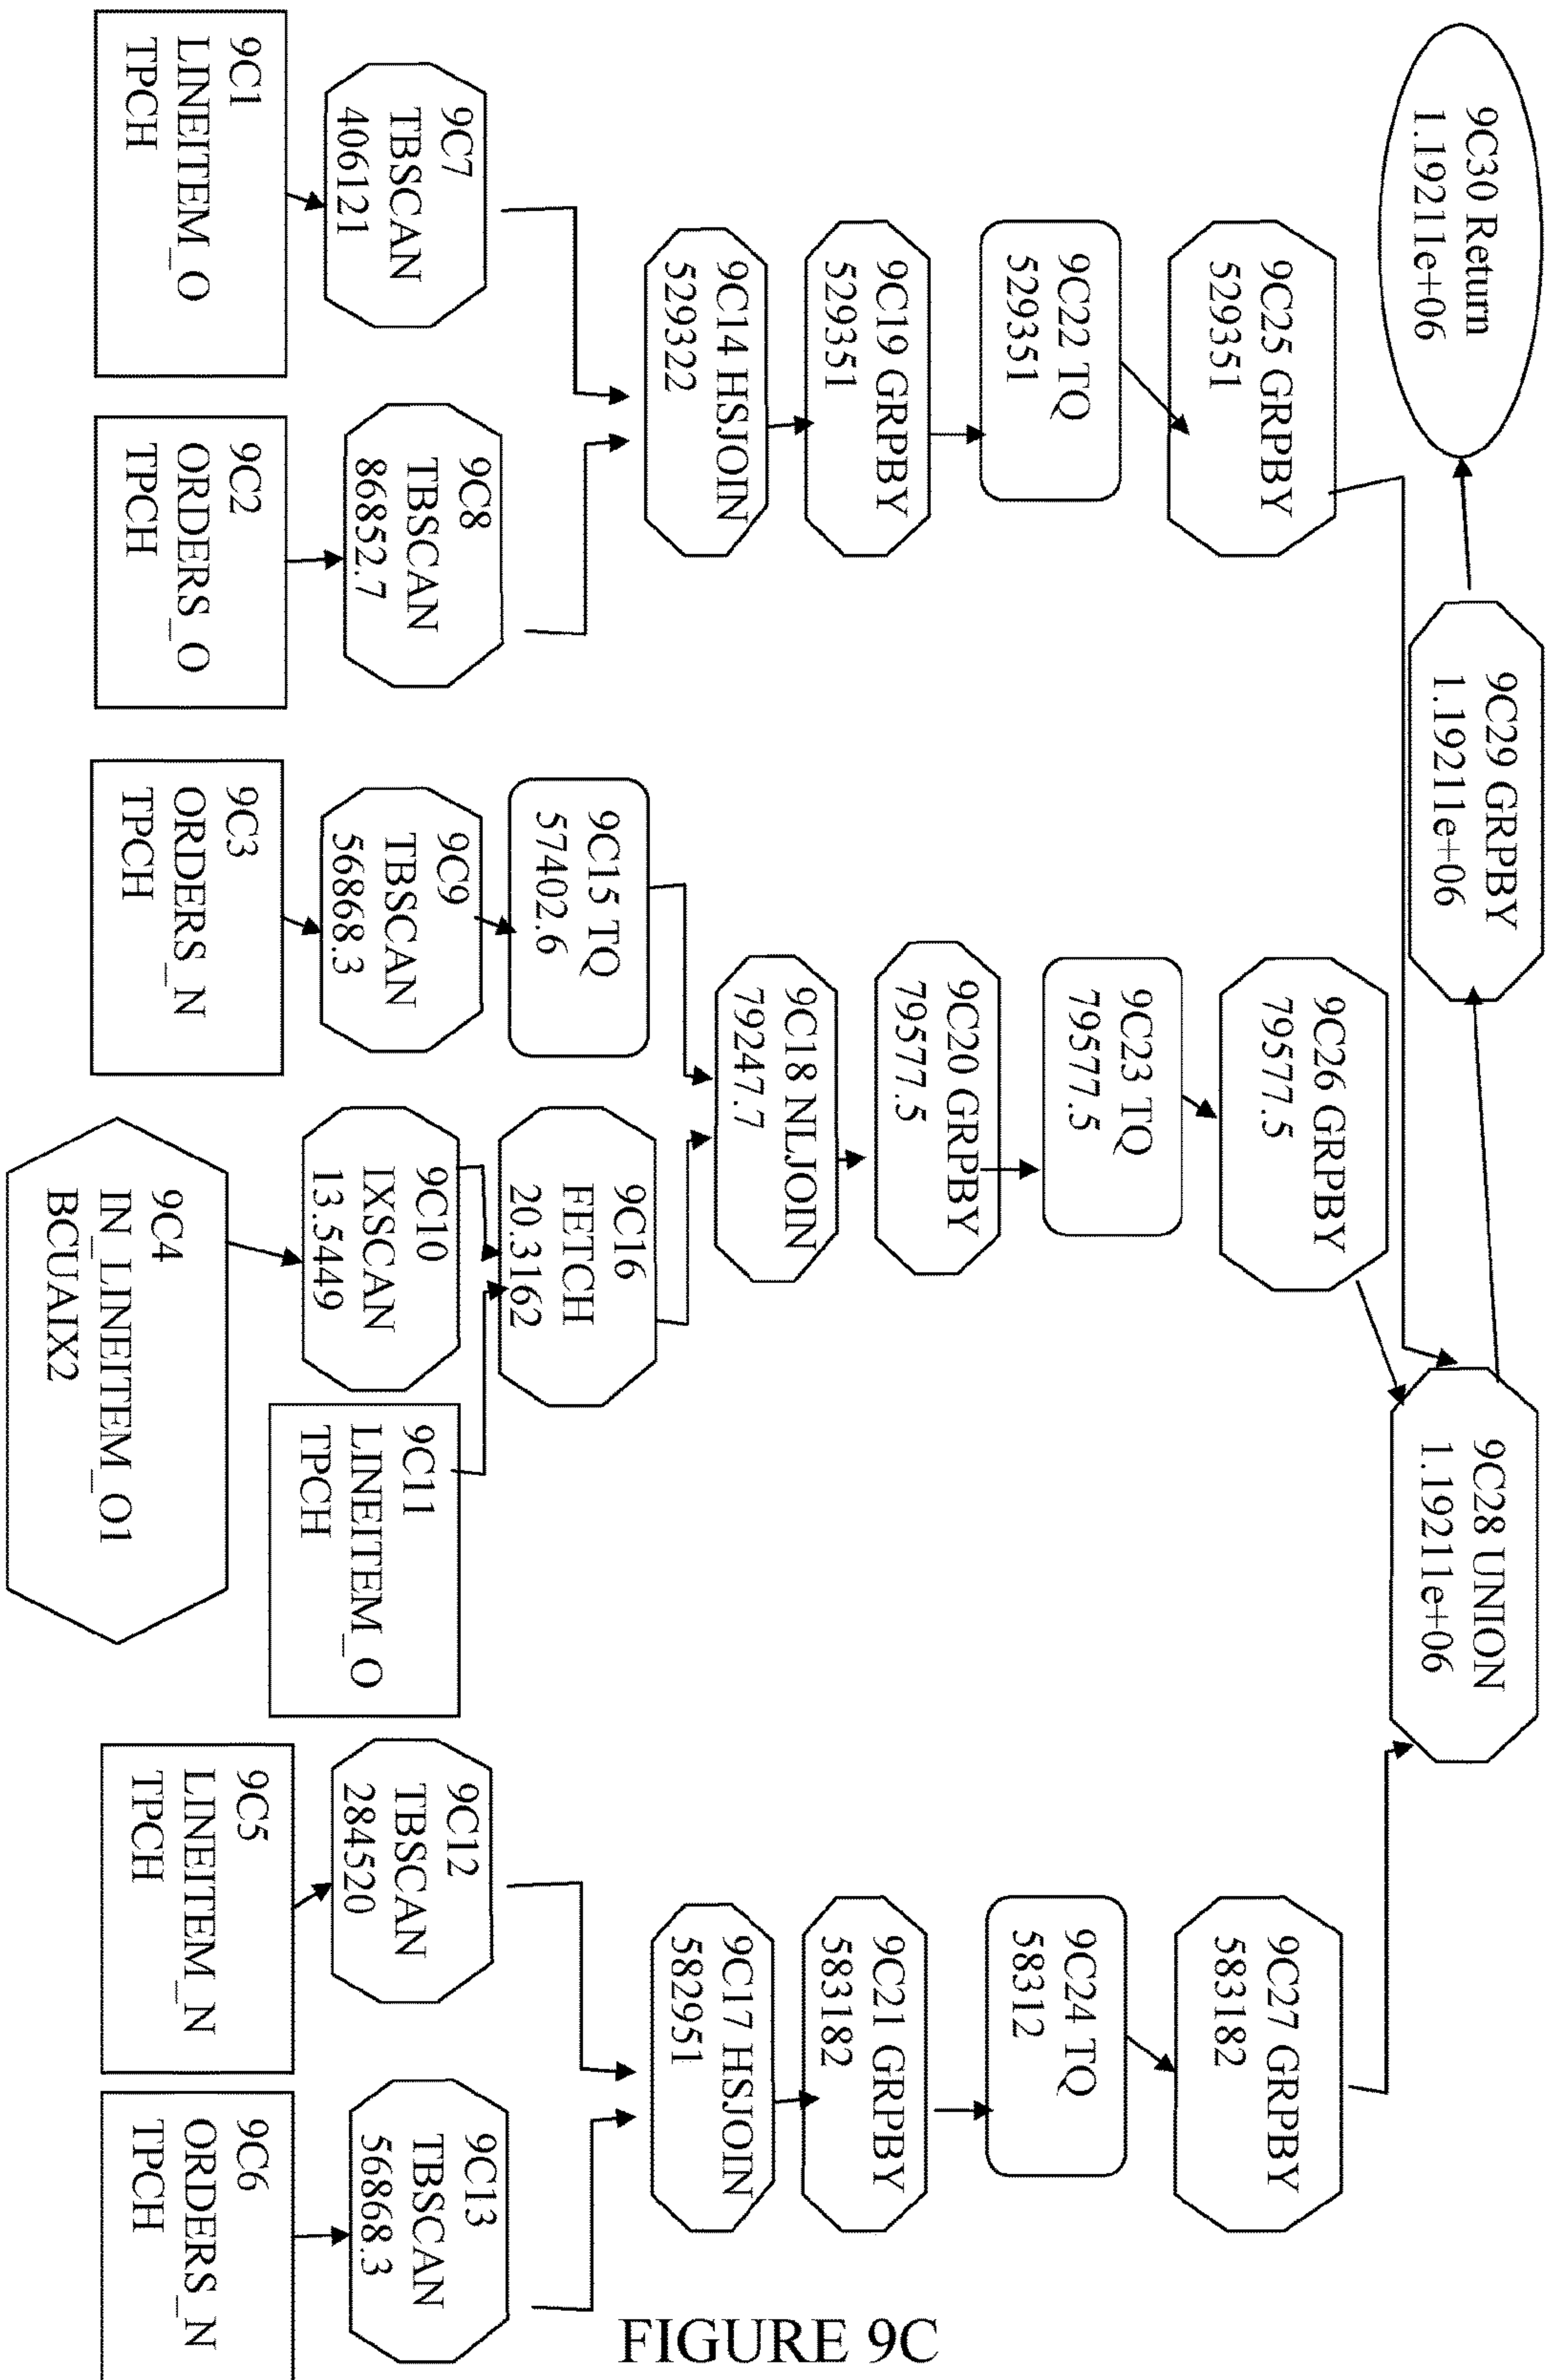 9C30 Return
1.19211e+06
9C29 GRPBY
1.19211e+06
9C28 UNION
1.19211e+06
9C25 GRPBY
529351
9C26 GRPBY
79577.5
9C27 GRPBY
583182
9C22 TQ
529351
9C23 TQ
79577.5
9C24 TQ
58312
9C19 GRPBY
529351
9C20 GRPBY
79577.5
9C21 GRPBY
583182
9C14 HSJOIN
529322
9C18 NLJOIN
79247.7
9C17 HSJOIN
582951
9C15 TQ
57402.6
9C16
FETCH
20.3162
9C7
TBSCAN
406121
9C8
TBSCAN
86852.7
9C9
TBSCAN
56868.3
9C10
IXSCAN
13.5449
9C11
LINEITEM_O
TPCH
9C12
TBSCAN
284520
9C13
TBSCAN
56868.3
9C1
LINEITEM_O
TPCH
9C2
ORDERS_O
TPCH
9C3
ORDERS_N
TPCH
9C4
IN_LINEITEM_O1
BCUAIX2
9C5
LINEITEM_N
TPCH
9C6
ORDERS_N
TPCH
FIGURE 9C